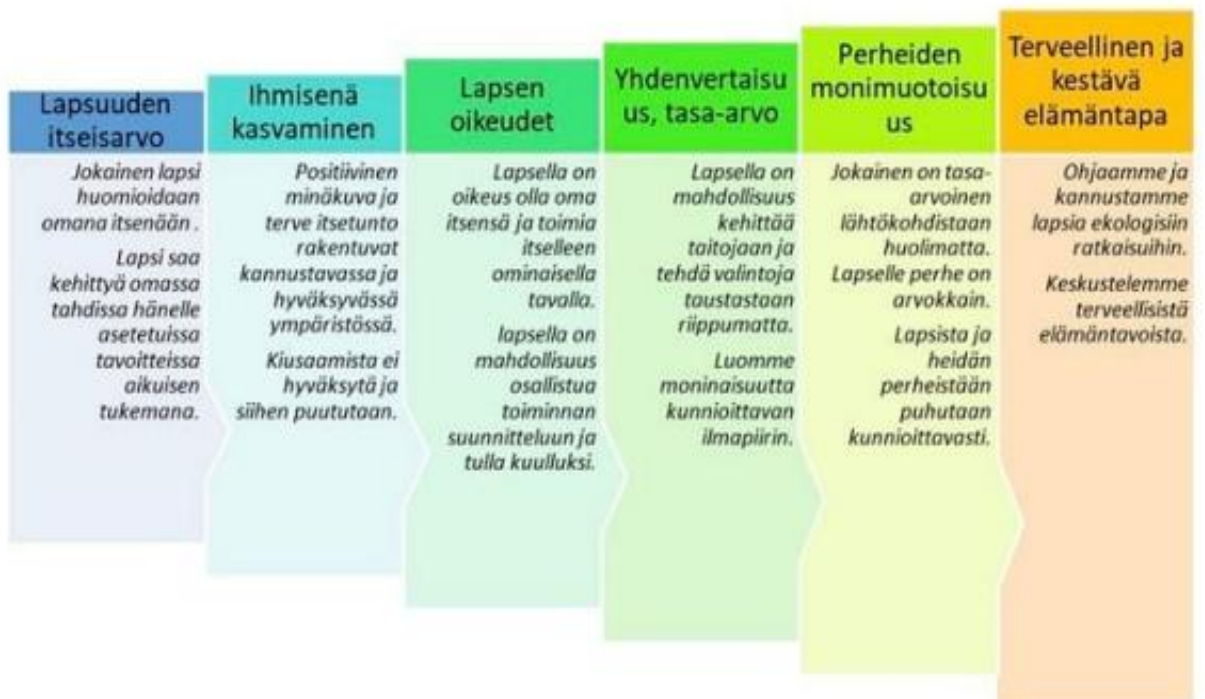 Lapsuuden
itseisarvo
Jokainen lapsi
huomioidaan
omana itsenään .
Lapsi saa
kehittyä omassa
tahdissa hänelle
asetetuissa
tavoitteissa
aikuisen
tukemana.
Ihmisenä
kasvaminen
Positiivinen
minäkuva ja
terve itsetunto
rakentuvat
kannustavassa ja
hyväksyvässä
ympäristössä.
Kiusaamista ei
hyväksytä ja
siihen puututaan.
Lapsen
oikeudet
Lapsella on
oikeus olla oma
itsensä ja toimia
itselleen
ominaisella
tavalla.
lapsella on
mahdollisuus
osallistua
toiminnan
suunnitteluun ja
tulla kuulluksi.
Yhdenvertaisu
us, tasa-arvo
Lapsella on
mahdollisuus
kehittää
taitojaan ja
tehdä valintoja
taustastaan
riippumatta.
Luomme
moninaisuutta
kunnioittavan
ilmapiirin.
Perheiden
monimuotoisu
us
Jokainen on tasa-
arvoinen
lähtökohdistaan
huolimatta.
Lapselle perhe on
arvokkain.
Lapsista ja
heidän
perheistään
puhutaan
kunnioittavasti.
Terveellinen ja
kestävä
elämäntapa
Ohjaamme ja
kannustamme
lapsia ekologisiin
ratkaisuihin.
Keskustelemme
terveellisistä
elämäntavoista.